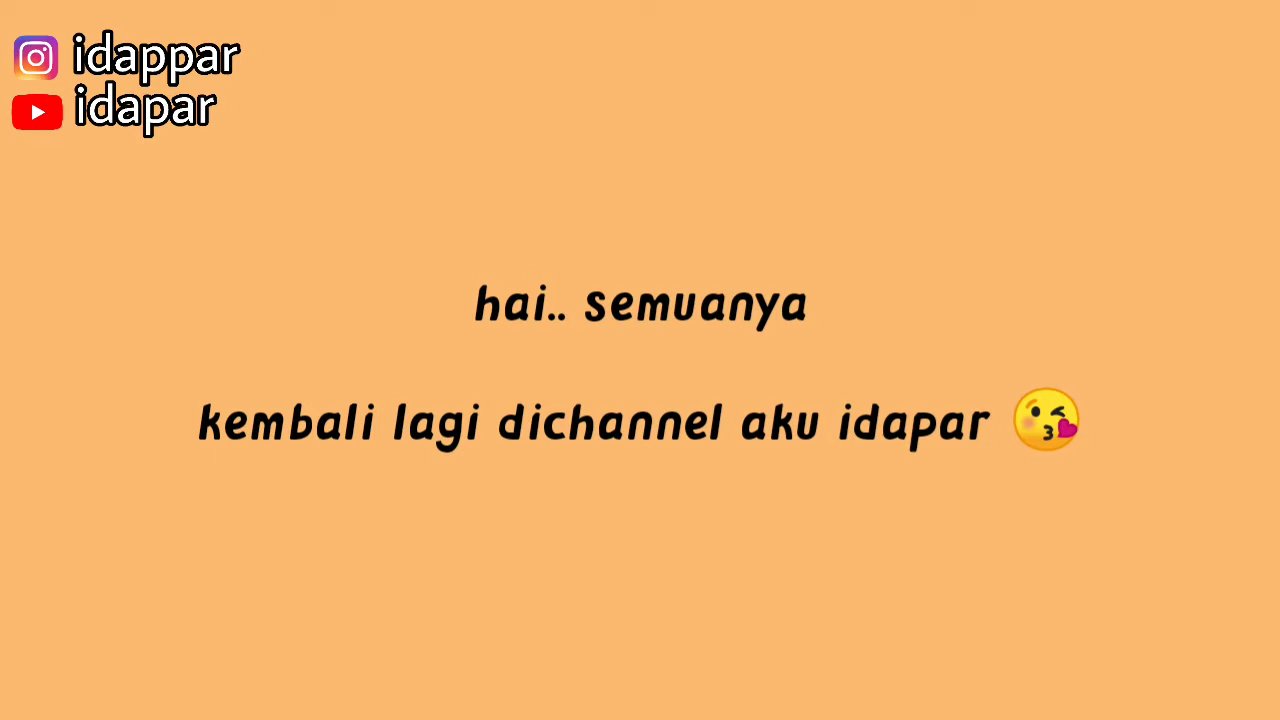 idappar
idapar
hai.. semuanya
kembali lagi dichannel aku idapar 😘